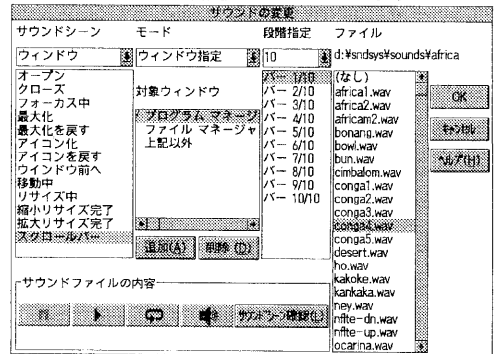 サウンドの変更
サウンドシーン
モード
段階指定
ファイル
ウィンドウ
ウィンドウ指定
10
d:¥sndsys¥sounds¥africa
オープン
クローズ
フォーカス中
最大化
最大化を戻す
アイコン化
アイコンを戻す
ウインドウ前へ
移動中
リサイズ中
縮小リサイズ完了
拡大リサイズ完了
スクロールバー
対象ウィンドウ
プログラム マネージ
ファイル マネージャ
上記以外
追加(A)
削除(D)
バー 1/10
バー 2/10
バー 3/10
バー 4/10
バー 5/10
バー 6/10
バー 7/10
バー 8/10
バー 9/10
バー 10/10
(なし)
africa1.wav
africa2.wav
africam2.wav
bonang.wav
bowl.wav
bun.wav
cimbalom.wav
conga1.wav
conga2.wav
conga3.wav
conga4.wav
conga5.wav
desert.wav
ho.wav
kakoke.wav
kankaka.wav
ney.wav
nflte-dn.wav
nflte-up.wav
ocarina.wav
OK
キャンセル
ヘルプ(H)
サウンドファイルの内容
サウンドシーン確認(L)